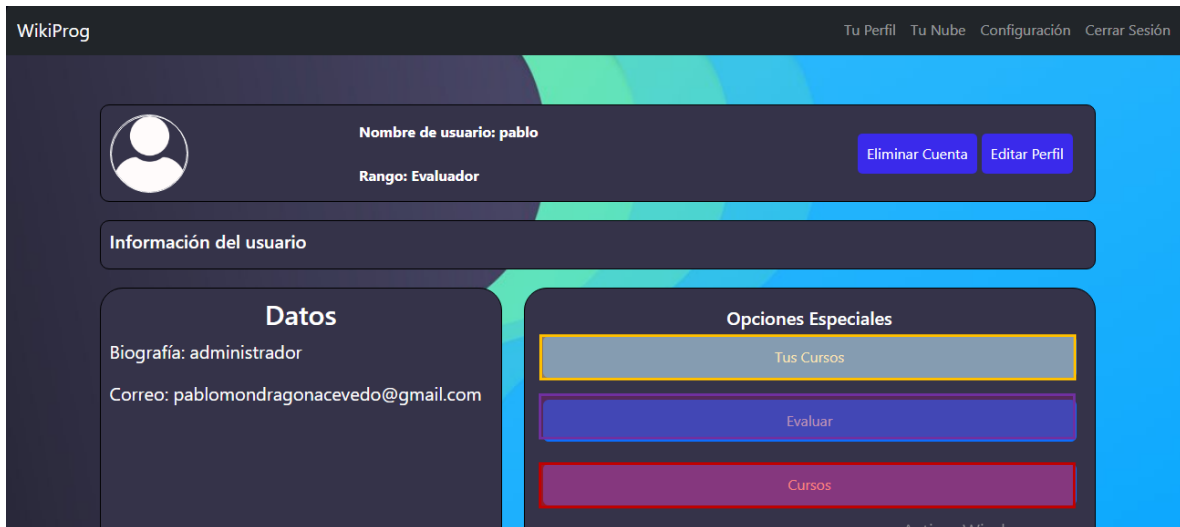 WikiProg
Tu Perfil Tu Nube Configuración Cerrar Sesión
Nombre de usuario: pablo
Rango: Evaluador
Eliminar Cuenta Editar Perfil
Información del usuario
Datos
Biografía: administrador
Correo: pablomondragonacevedo@gmail.com
Opciones Especiales
Tus Cursos
Evaluar
Cursos